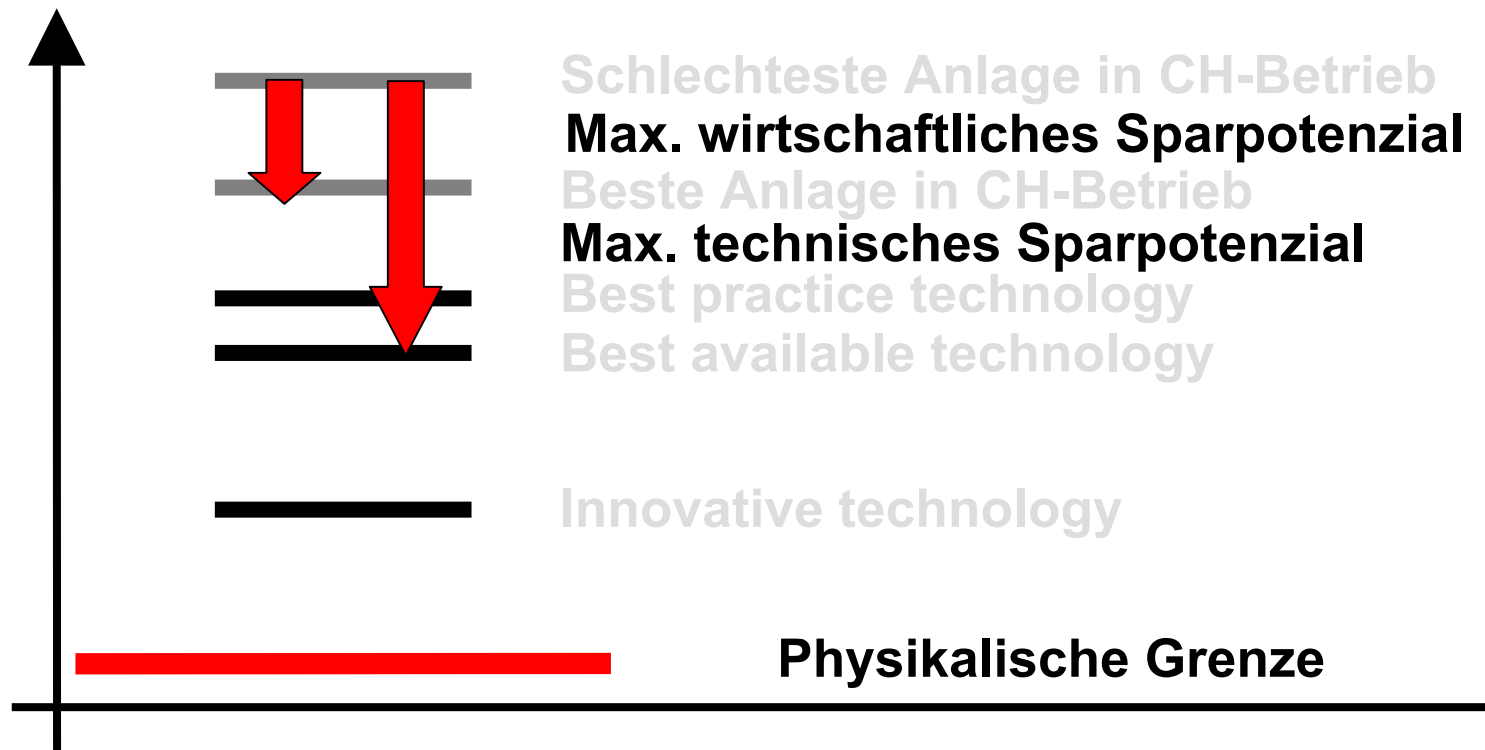 Schlechteste Anlage in CH-Betrieb
Max. wirtschaftliches Sparpotenzial
Beste Anlage in CH-Betrieb
Max. technisches Sparpotenzial
Best practice technology
Best available technology
Innovative technology
Physikalische Grenze